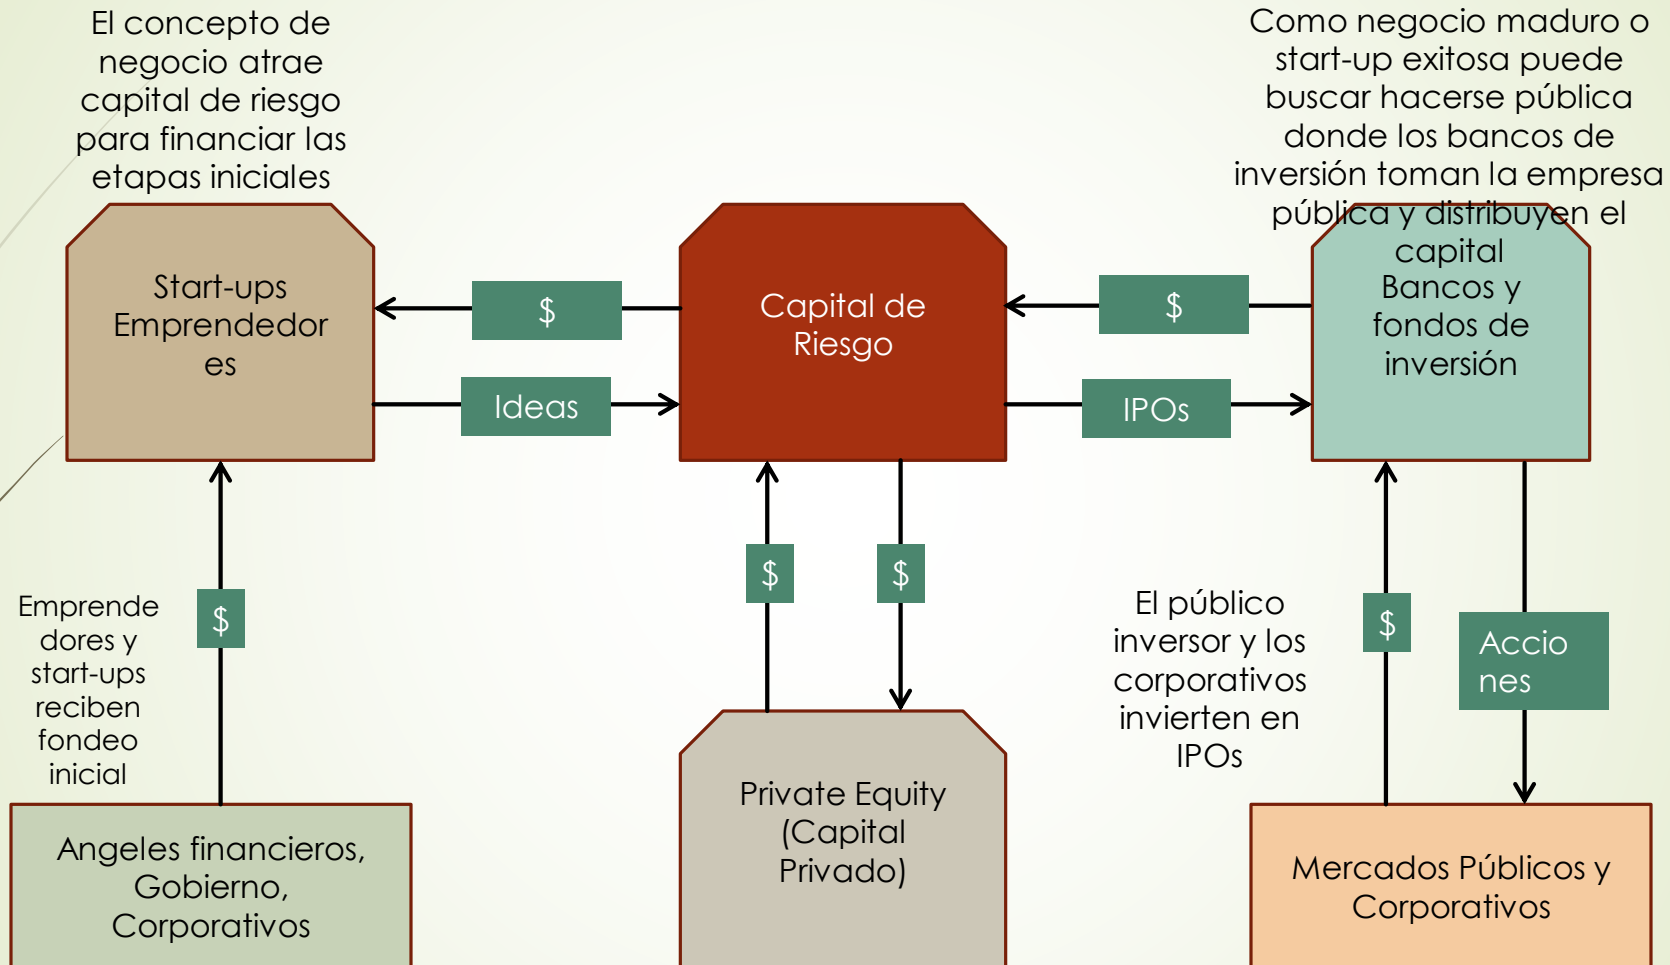 El concepto de
negocio atrae
capital de riesgo
para financiar las
etapas iniciales
Como negocio maduro o
start-up exitosa puede
buscar hacerse pública
donde los bancos de
inversión toman la empresa
pública y distribuyen el
capital
Start-ups
Emprendedor
es
$
Ideas
Capital de
Riesgo
$
IPOs
Bancos y
fondos de
inversión
Emprende
dores y
start-ups
reciben
fondeo
inicial
$
$
$
El público
inversor y los
corporativos
invierten en
IPOs
$
Accio
nes
Angeles financieros,
Gobierno,
Corporativos
Private Equity
(Capital
Privado)
Mercados Públicos y
Corporativos